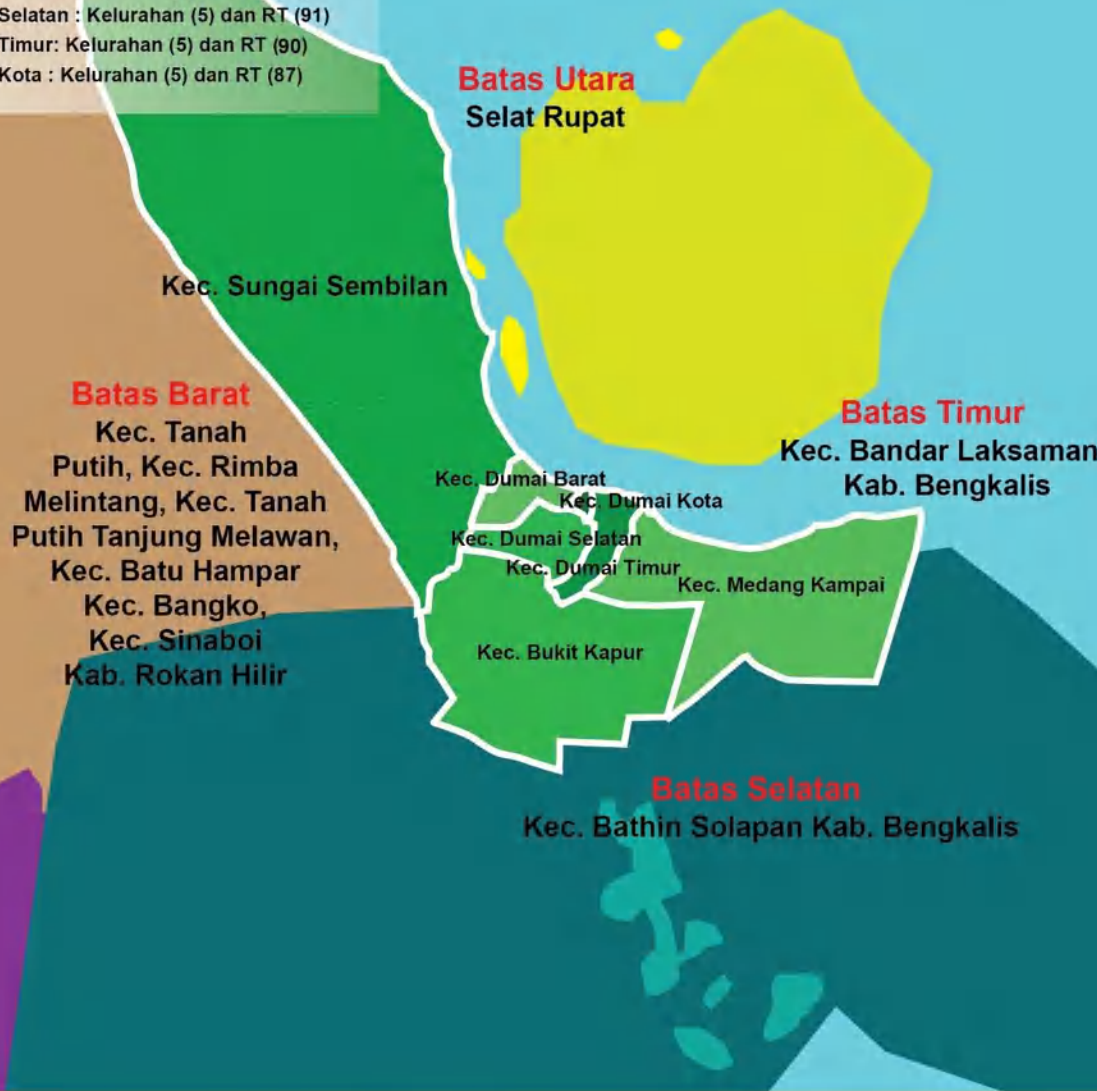 Selatan : Kelurahan (5) dan RT (91)
Timur: Kelurahan (5) dan RT (90)
Kota : Kelurahan (5) dan RT (87)
Batas Utara
Selat Rupat
Kec. Sungai Sembilan
Batas Barat
Kec. Tanah
Putih, Kec. Rimba
Melintang, Kec. Tanah
Putih Tanjung Melawan,
Kec. Batu Hampar
Kec. Bangko,
Kec. Sinaboi
Kab. Rokan Hilir
Batas Timur
Kec. Bandar Laksaman
Kab. Bengkalis
Kec. Dumai Barat
Kec. Dumai Kota
Kec. Dumai Selatan
Kec. Dumai Timur
Kec. Medang Kampai
Kec. Bukit Kapur
Batas Selatan
Kec. Bathin Solapan Kab. Bengkalis